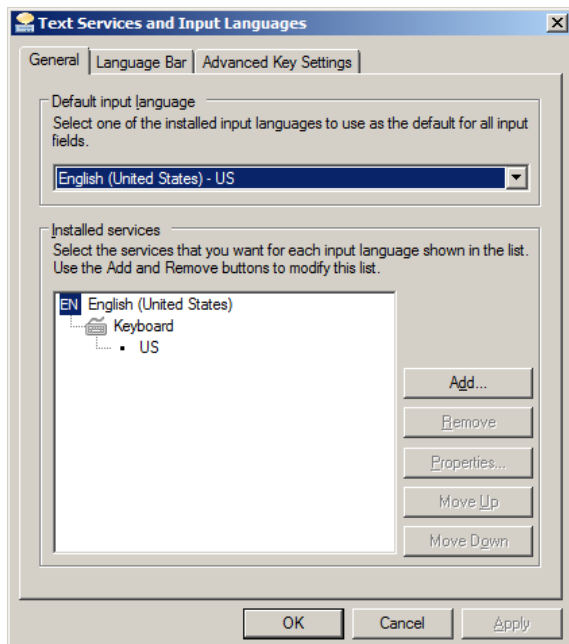 Text Services and Input Languages
General
Language Bar
Advanced Key Settings
Default input language
Select one of the installed input languages to use as the default for all input
fields.
English (United States) - US
Installed services
Select the services that you want for each input language shown in the list.
Use the Add and Remove buttons to modify this list.
EN English (United States)
Keyboard
US
Add...
Remove
Properties...
Move Up
Move Down
OK
Cancel
Apply